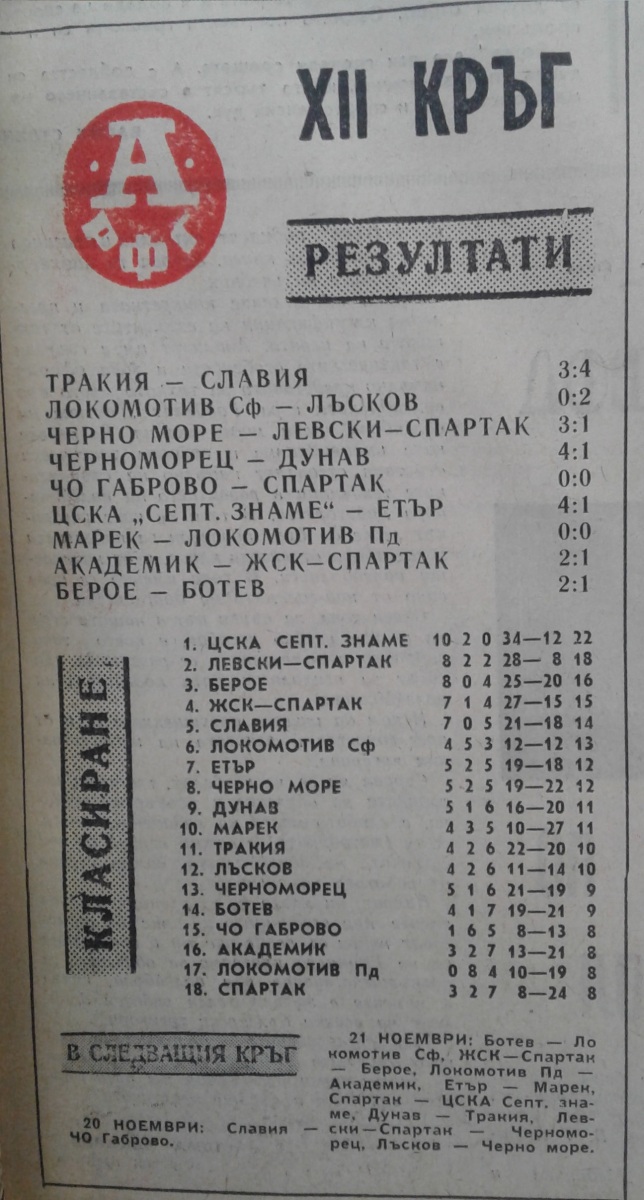 XII КРЪГ
А
РФГ
РЕЗУЛТАТИ
ТРАКИЯ — СЛАВИЯ 3:4
ЛОКОМОТИВ Сф — ЛЪСКОВ 0:2
ЧЕРНО МОРЕ — ЛЕВСКИ—СПАРТАК 3:1
ЧЕРНОМОРЕЦ — ДУНАВ 4:1
ЧО ГАБРОВО — СПАРТАК 0:0
ЦСКА „СЕПТ. ЗНАМЕ“ — ЕТЪР 4:1
МАРЕК — ЛОКОМОТИВ Пд 0:0
АКАДЕМИК — ЖСК—СПАРТАК 2:1
БЕРОЕ — БОТЕВ 2:1
КЛАСИРАНЕ
1. ЦСКА СЕПТ. ЗНАМЕ 10 2 0 34—12 22
2. ЛЕВСКИ—СПАРТАК 8 2 2 28— 8 18
3. БЕРОЕ 8 0 4 25—20 16
4. ЖСК—СПАРТАК 7 1 4 27—15 15
5. СЛАВИЯ 7 0 5 21—18 14
6. ЛОКОМОТИВ Сф 4 5 3 12—12 13
7. ЕТЪР 5 2 5 19—18 12
8. ЧЕРНО МОРЕ 5 2 5 19—22 12
9. ДУНАВ 5 1 6 16—20 11
10. МАРЕК 4 3 5 10—27 11
11. ТРАКИЯ 4 2 6 22—20 10
12. ЛЪСКОВ 4 2 6 11—14 10
13. ЧЕРНОМОРЕЦ 5 1 6 21—19 9
14. БОТЕВ 4 1 7 19—21 9
15. ЧО ГАБРОВО 1 6 5 8—13 8
16. АКАДЕМИК 3 2 7 13—21 8
17. ЛОКОМОТИВ Пд 0 8 4 10—19 8
18. СПАРТАК 3 2 7 8—24 8
В СЛЕДВАЩИЯ КРЪГ
20 НОЕМВРИ: Славия —
ЧО Габрово.
21 НОЕМВРИ: Ботев — Ло
комотив Сф, ЖСК—Спартак
— Берое, Локомотив Пд —
Академик, Етър — Марек,
Спартак — ЦСКА Септ. зна-
ме, Дунав — Тракия, Лев-
ски—Спартак — Черномо-
рец, Лъсков — Черно море.